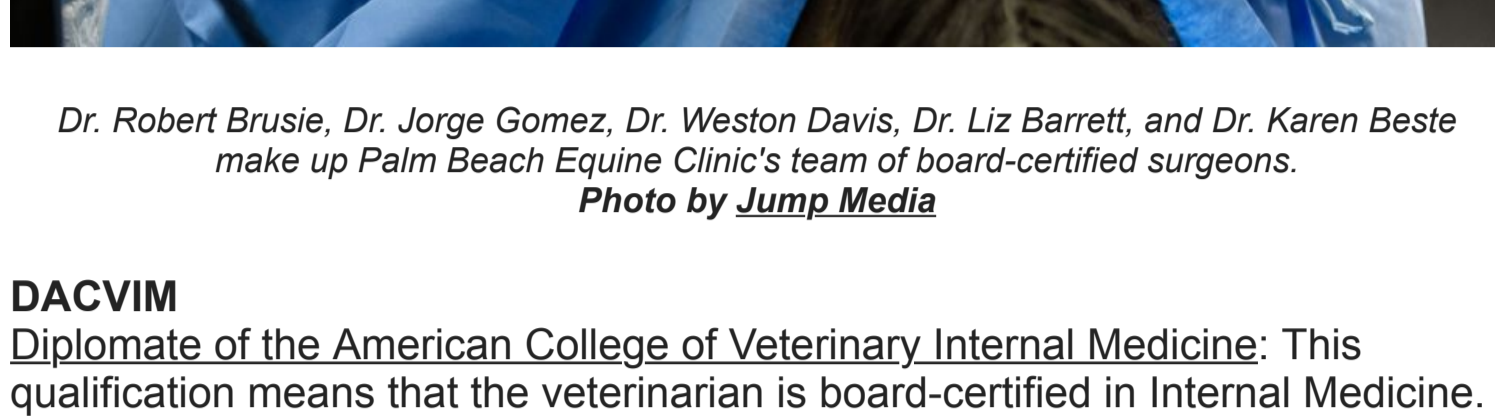 Dr. Robert Brusie, Dr. Jorge Gomez, Dr. Weston Davis, Dr. Liz Barrett, and Dr. Karen Beste
make up Palm Beach Equine Clinic's team of board-certified surgeons.
Photo by Jump Media
DACVIM
Diplomate of the American College of Veterinary Internal Medicine: This
qualification means that the veterinarian is board-certified in Internal Medicine.